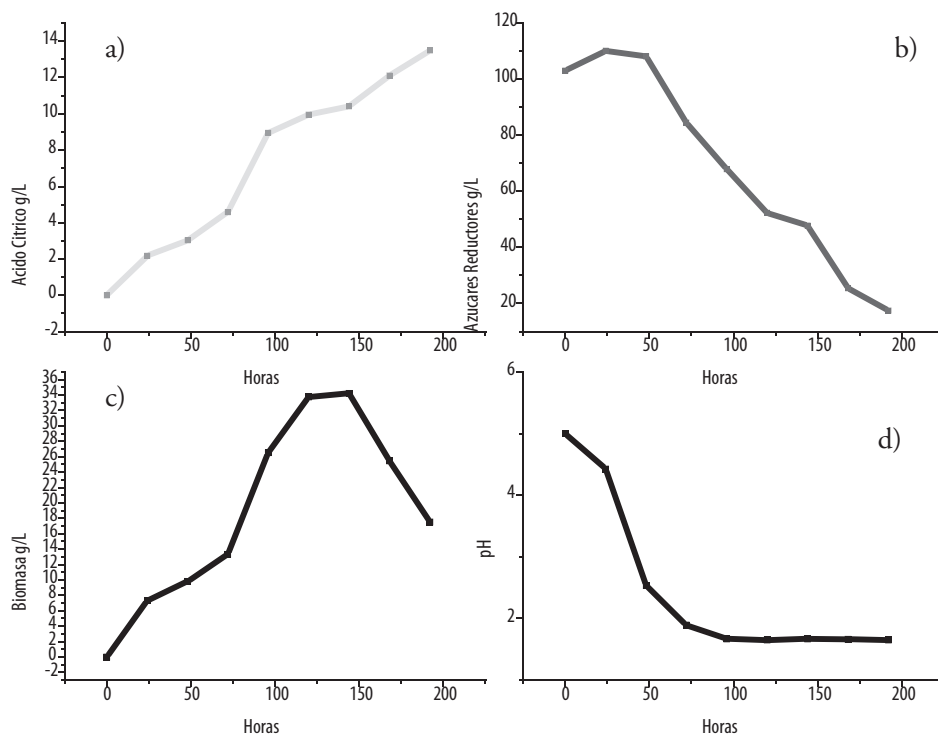 a)
Acido Citrico g/L
14
12
10
8
6
4
2
0
-2
0 50 100 150 200
Horas
b)
Azucares Reductores g/L
120
100
80
60
40
20
0 50 100 150 200
Horas
c)
Biomasa g/L
36
34
32
30
28
26
24
22
20
18
16
14
12
10
8
6
4
2
0
-2
0 50 100 150 200
Horas
d)
pH
6
4
2
0 50 100 150 200
Horas